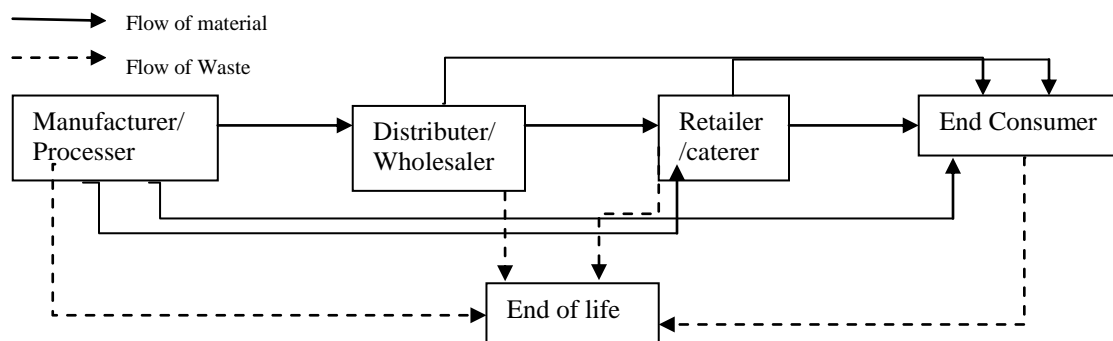 Flow of material
Flow of Waste
Manufacturer/
Processer
Distributer/
Wholesaler
Retailer
/caterer
End Consumer
End of life